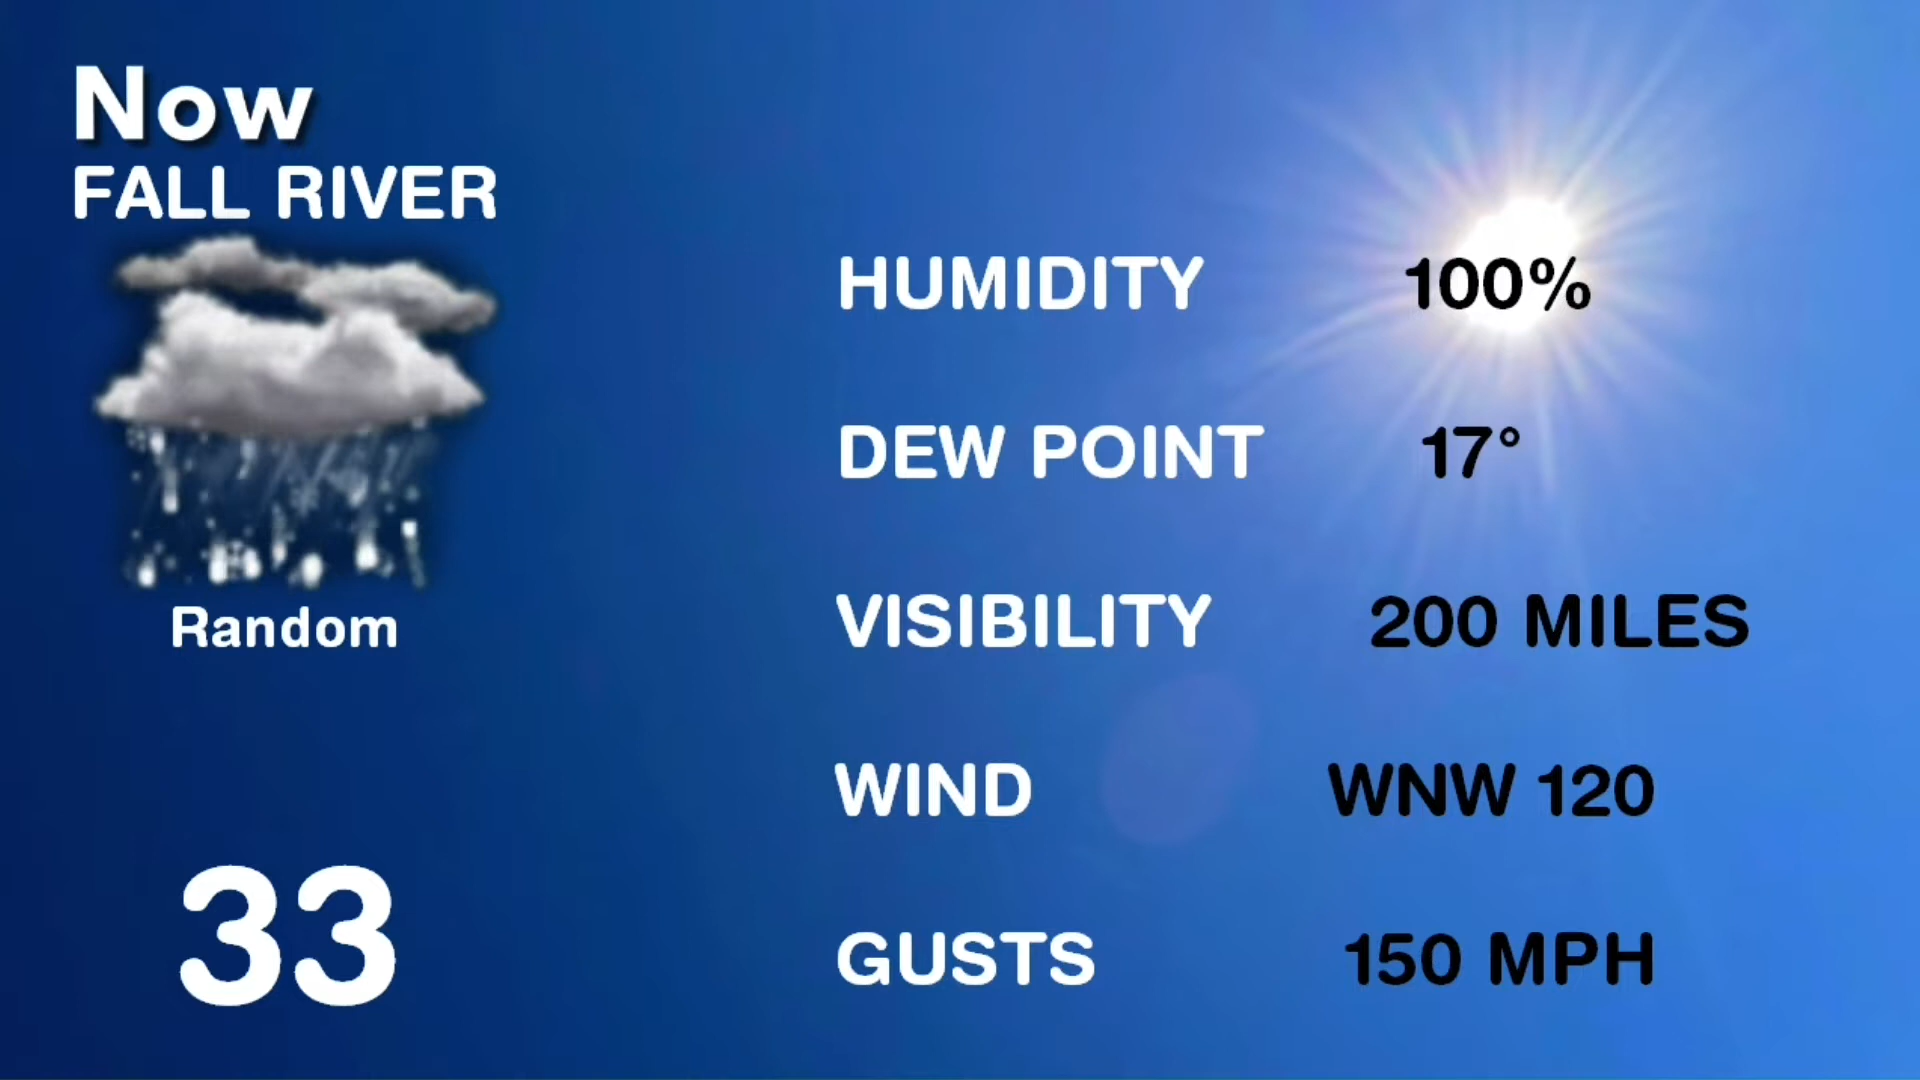 Now
FALL RIVER
Random
33
HUMIDITY 100%
DEW POINT 17°
VISIBILITY 200 MILES
WIND WNW 120
GUSTS 150 MPH